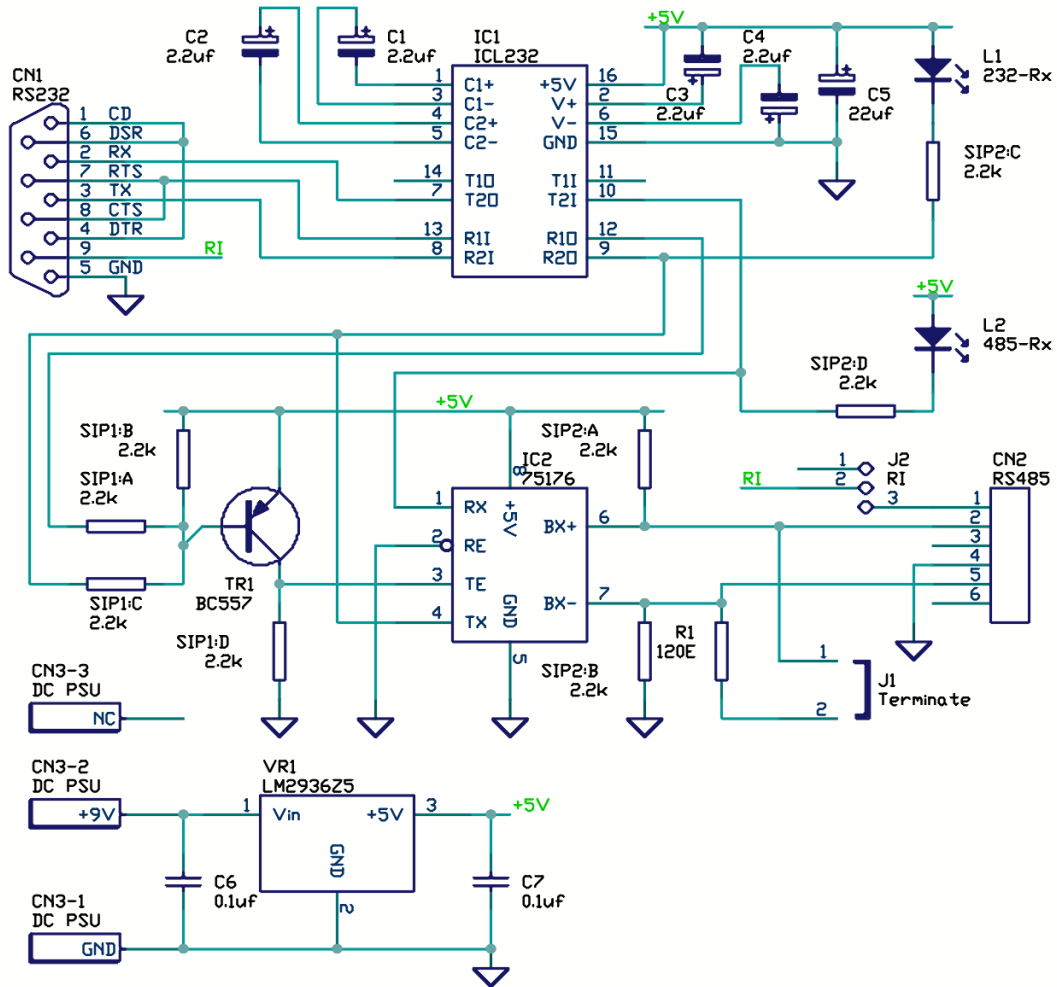 +5V
C2
2.2uf
C1
2.2uf
IC1
ICL232
C4
2.2uf
L1
232-Rx
CN1
RS232
1 C1+
3 C1-
4 C2+
5 C2-
14 T1O
7 T2O
13 R1I
8 R2I
+5V 16
V+ 2
V- 6
GND 15
T1I 11
T2I 10
R1O 12
R2O 9
C3
2.2uf
C5
22uf
SIP2:C
2.2k
1 CD
6 DSR
2 RX
7 RTS
3 TX
8 CTS
4 DTR
9 RI
5 GND
+5V
L2
485-Rx
SIP2:D
2.2k
+5V
SIP1:B
2.2k
SIP1:A
2.2k
SIP2:A
2.2k
IC2
75176
8
+5V
1 RX
2 RE
3 TE
4 TX
BX+ 6
BX- 7
GND
5
J2
RI
RI
1
2
3
CN2
RS485
1
2
3
4
5
6
TR1
BC557
SIP1:C
2.2k
SIP1:D
2.2k
SIP2:B
2.2k
R1
120E
1
2
J1
Terminate
CN3-3
DC PSU
NC
CN3-2
DC PSU
+9V
VR1
LM2936Z5
1 Vin
+5V 3
GND
2
+5V
C6
0.1uf
C7
0.1uf
CN3-1
DC PSU
GND